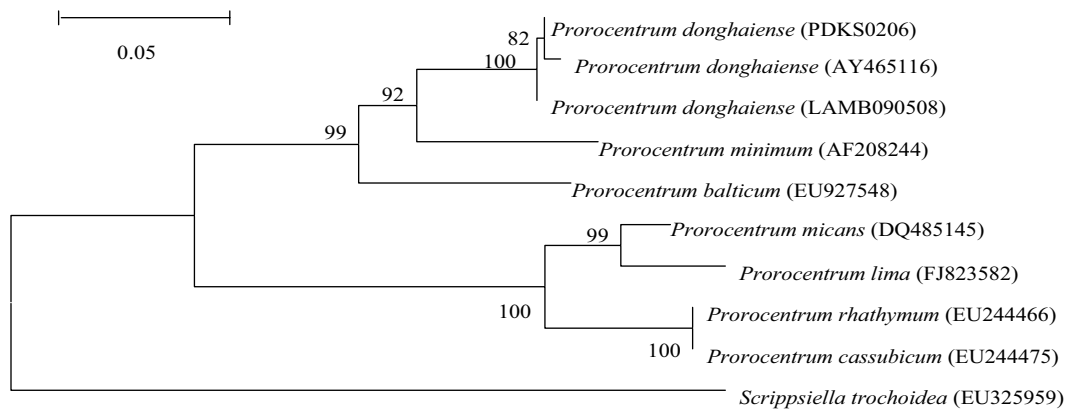 0.05
82
Prorocentrum donghaiense (PDKS0206)
100
Prorocentrum donghaiense (AY465116)
92
Prorocentrum donghaiense (LAMB090508)
99
Prorocentrum minimum (AF208244)
Prorocentrum balticum (EU927548)
99
Prorocentrum micans (DQ485145)
Prorocentrum lima (FJ823582)
100
Prorocentrum rhathymum (EU244466)
100
Prorocentrum cassubicum (EU244475)
Scrippsiella trochoidea (EU325959)